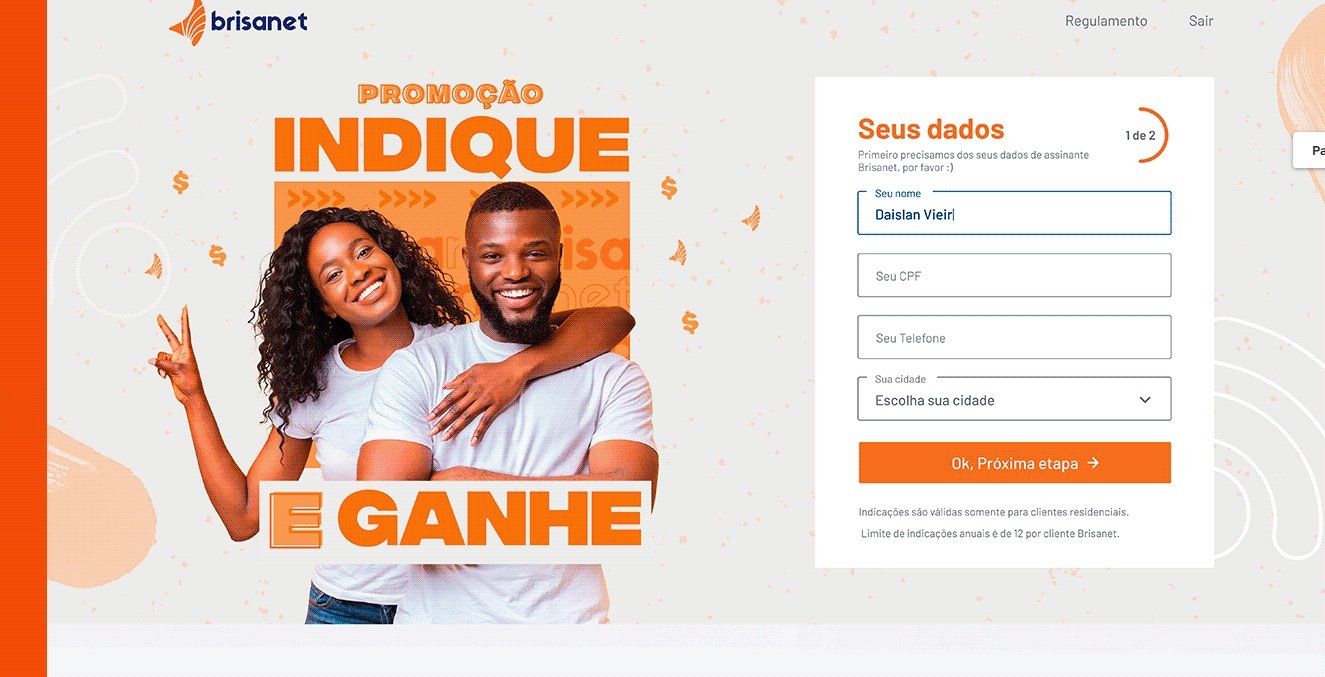 brisanet
Regulamento
Sair
PROMOÇÃO
INDIQUE
>>>> >>>> >>>>
E GANHE
Seus dados
1 de 2
Primeiro precisamos dos seus dados de assinante
Brisanet, por favor :)
Seu nome
Daislan Vieir
Seu CPF
Seu Telefone
Sua cidade
Escolha sua cidade
Ok, Próxima etapa →
Indicações são válidas somente para clientes residenciais.
Limite de indicações anuais é de 12 por cliente Brisanet.
Pa